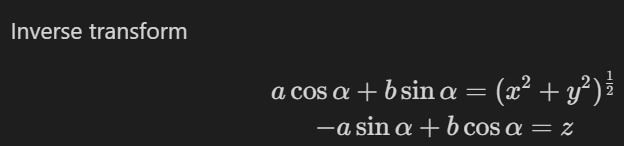 Inverse transform
a cos α + b sin α = (x² + y²)^{1/2}
−a sin α + b cos α = z